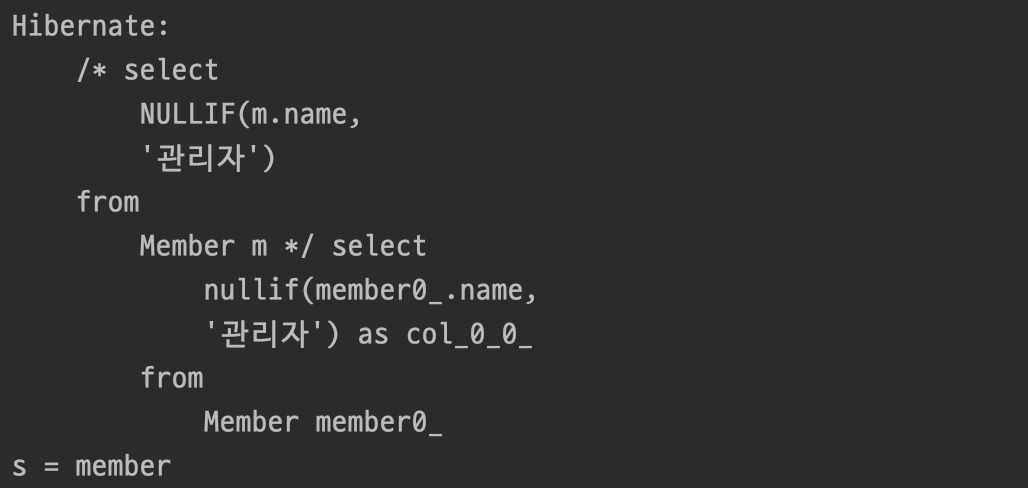 Hibernate:
/* select
NULLIF(m.name,
'관리자')
from
Member m */ select
nullif(member0_.name,
'관리자') as col_0_0_
from
Member member0_
s = member